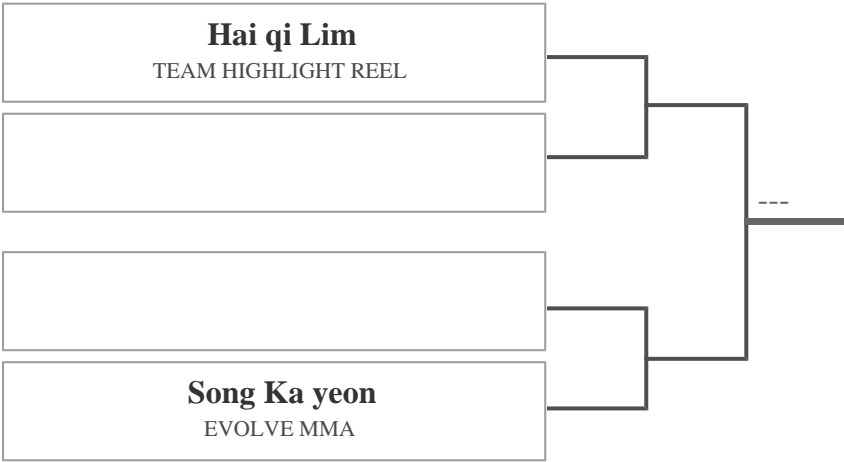 Hai qi Lim
TEAM HIGHLIGHT REEL
---
Song Ka yeon
EVOLVE MMA